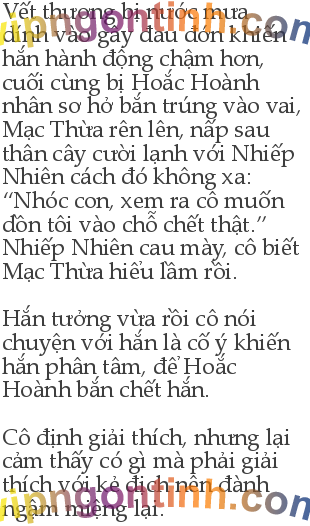 Vết thương bị nước mưa
dính vào gây đau đớn khiến
hắn hành động chậm hơn,
cuối cùng bị Hoắc Hoành
nhân sơ hở bắn trúng vào vai,
Mạc Thừa rên lên, nấp sau
thân cây cười lạnh với Nhiếp
Nhiên cách đó không xa:
“Nhóc con, xem ra cô muốn
dồn tôi vào chỗ chết thật.”
Nhiếp Nhiên cau mày, cô biết
Mạc Thừa hiểu lầm rồi.
Hắn tưởng vừa rồi cô nói
chuyện với hắn là cố ý khiến
hắn phân tâm, để Hoắc
Hoành bắn chết hắn.
Cô định giải thích, nhưng lại
cảm thấy có gì mà phải giải
thích với kẻ địch nên đành
ngậm miệng lại.